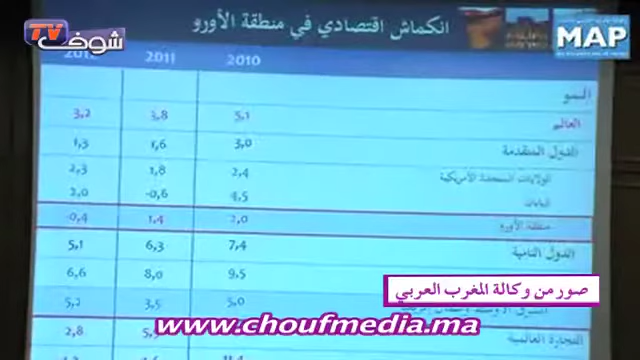 TV شوف
انكماش اقتصادي في منطقة الأورو
MAP
2010 2011 2012
النمو
العالم 5,1 3,8 3,2
الدول المتقدمة 3,0 1,6 1,3
الولايات المتحدة الأمريكية 2,4 1,8 2,3
اليابان 4,5 -0,6 2,0
منطقة الأورو 2,0 1,4 -0,4
الدول النامية 7,4 6,3 5,1
9,5 8,0 6,6
صور من وكالة المغرب العربي
5,0 3,5 5,2
www.choufmedia.ma
التجارة العالمية 2,8